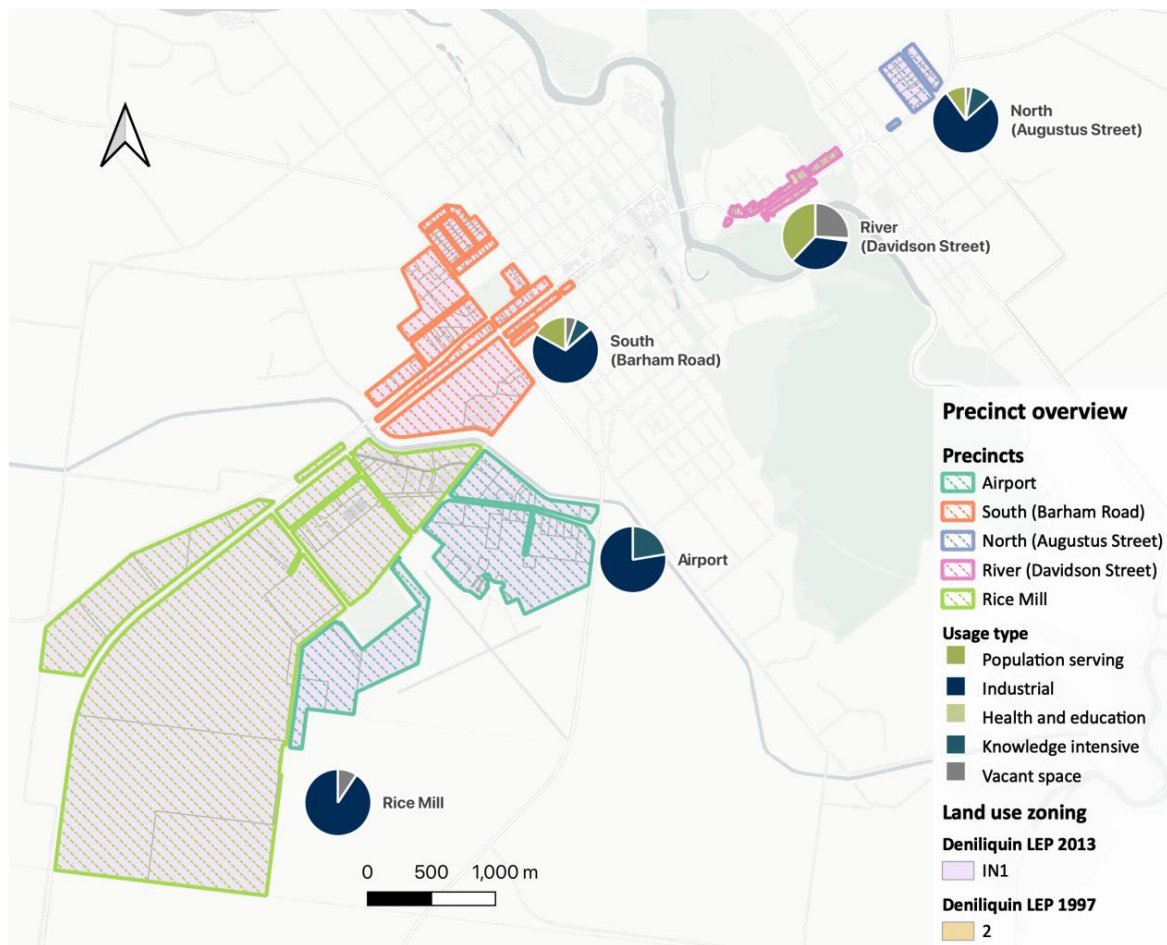 North
(Augustus Street)
River
(Davidson Street)
South
(Barham Road)
Airport
Rice Mill
0 500 1,000 m
Precinct overview
Precincts
Airport
South (Barham Road)
North (Augustus Street)
River (Davidson Street)
Rice Mill
Usage type
Population serving
Industrial
Health and education
Knowledge intensive
Vacant space
Land use zoning
Deniliquin LEP 2013
IN1
Deniliquin LEP 1997
2